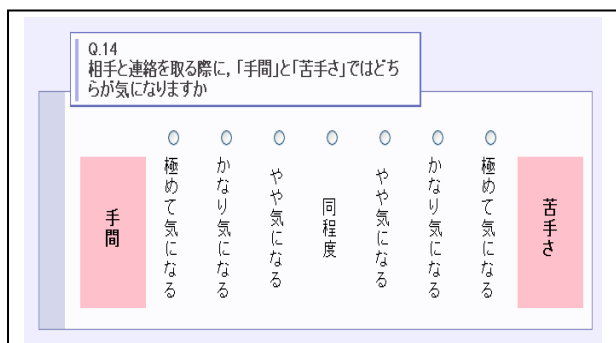 Q.14
相手と連絡を取る際に,「手間」と「苦手さ」ではどち
らが気になりますか
手間
極めて気になる
かなり気になる
やや気になる
同程度
やや気になる
かなり気になる
極めて気になる
苦手さ